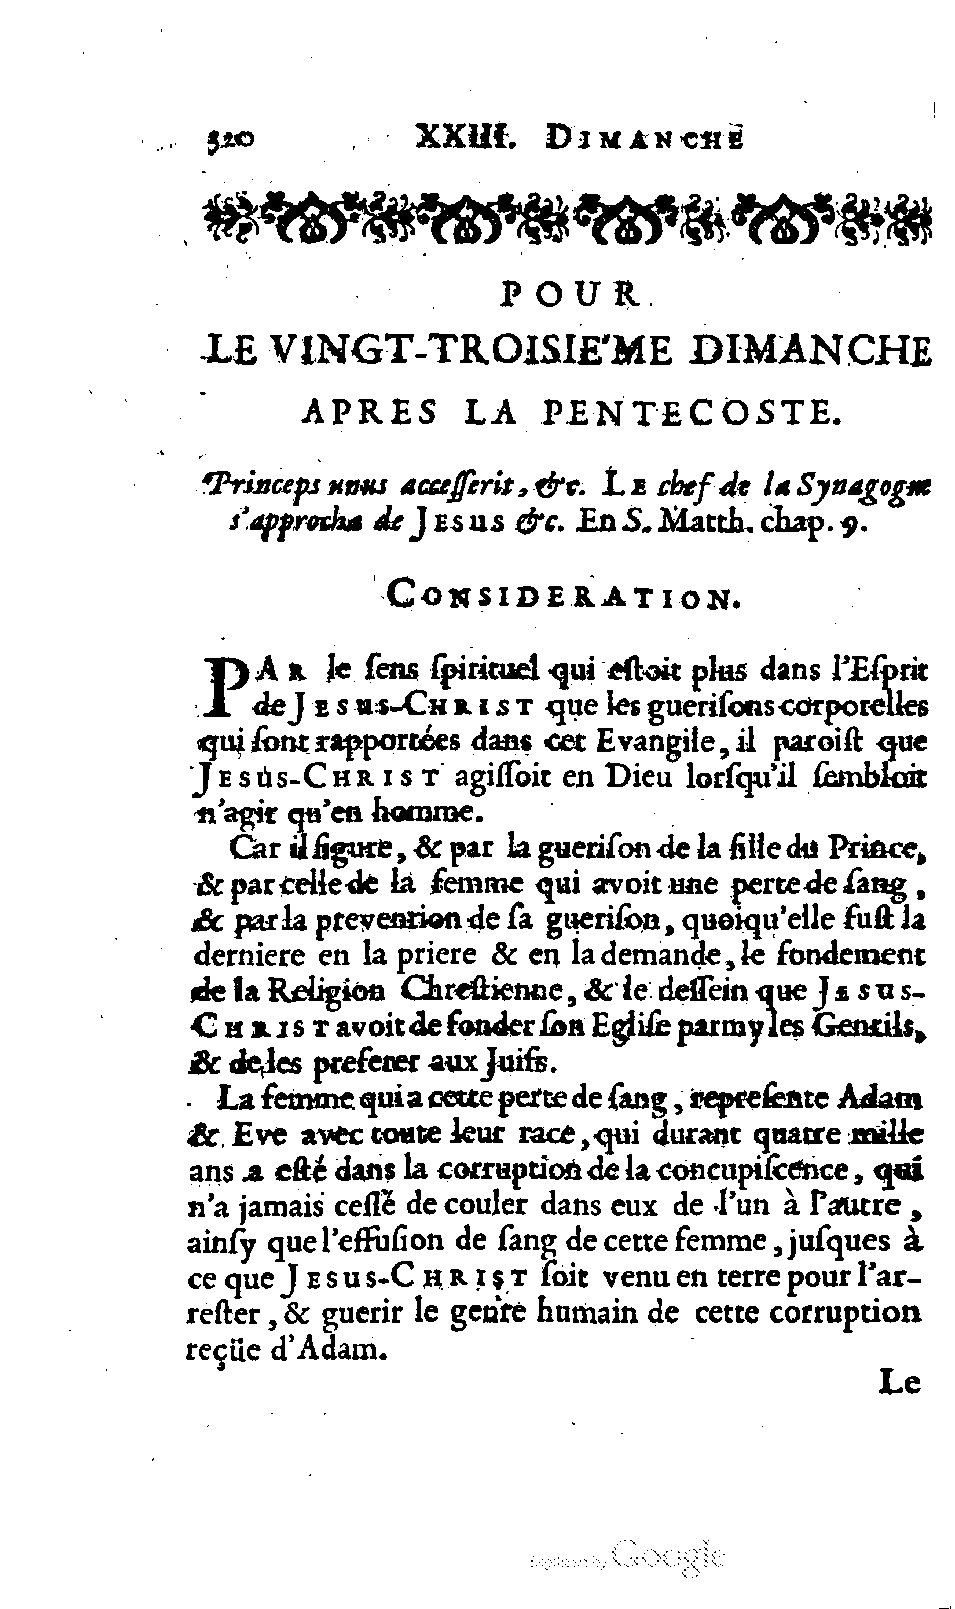 520 XXIII. DIMANCHE
POUR
LE VINGT-TROISIE'ME DIMANCHE
APRES LA PENTECOSTE.
Princeps unus accesserit, &c. LE chef de la Synagogue
s'approcha de JESUS &c. En S. Matth. chap. 9.
CONSIDERATION.
PAR le ſens ſpirituel qui eſtoit plus dans l'Eſprit
de JESUS-CHRIST que les gueriſons corporelles
qui ſont rapportées dans cet Evangile, il paroiſt que
JESUS-CHRIST agiſſoit en Dieu lorſqu'il ſembloit
n'agir qu'en homme.
Car il figure, & par la gueriſon de la fille du Prince,
& par celle de la femme qui avoit une perte de ſang,
& par la prevention de ſa gueriſon, quoiqu'elle fuſt la
derniere en la priere & en la demande, le fondement
de la Religion Chreſtienne, & le deſſein que JESUS-
CHRIST avoit de fonder ſon Egliſe parmy les Gentils,
& de les preferer aux Juifs.
La femme qui a cette perte de ſang, repreſente Adam
& Eve avec toute leur race, qui durant quatre mille
ans a eſté dans la corruption de la concupiſcence, qui
n'a jamais ceſſé de couler dans eux de l'un à l'autre,
ainſy que l'effuſion de ſang de cette femme, juſques à
ce que JESUS-CHRIST ſoit venu en terre pour l'ar-
reſter, & guerir le genre humain de cette corruption
reçüe d'Adam.
Le
Digitized by Google